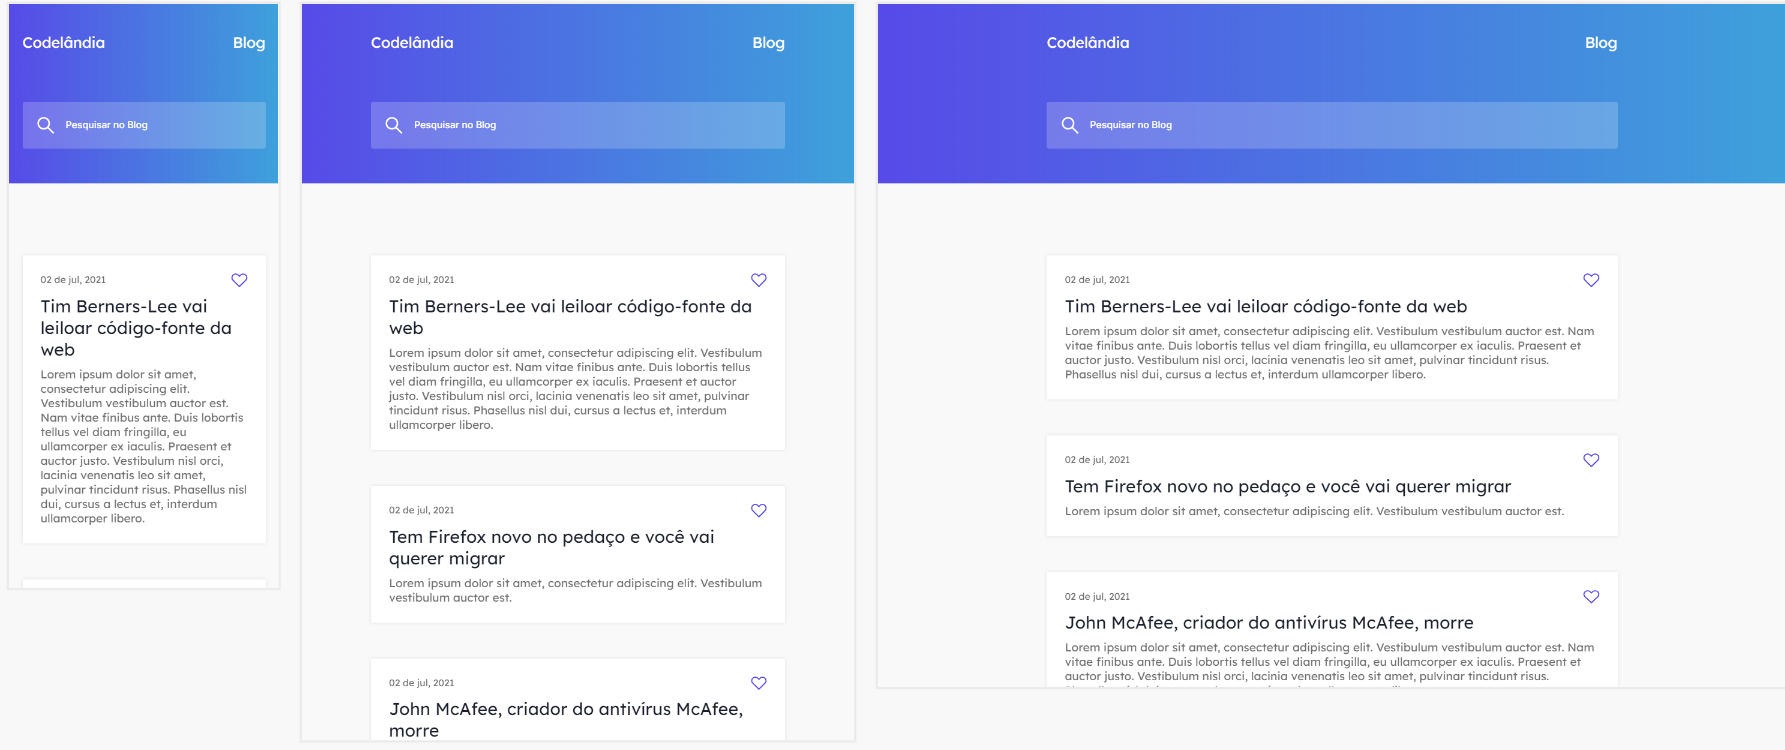 Codelândia Blog
Pesquisar no Blog
02 de jul, 2021
Tim Berners-Lee vai
leiloar código-fonte da
web
Lorem ipsum dolor sit amet,
consectetur adipiscing elit.
Vestibulum vestibulum auctor est.
Nam vitae finibus ante. Duis lobortis
tellus vel diam fringilla, eu
ullamcorper ex iaculis. Praesent et
auctor justo. Vestibulum nisl orci,
lacinia venenatis leo sit amet,
pulvinar tincidunt risus. Phasellus nisl
dui, cursus a lectus et, interdum
ullamcorper libero.
Codelândia Blog
Pesquisar no Blog
02 de jul, 2021
Tim Berners-Lee vai leiloar código-fonte da
web
Lorem ipsum dolor sit amet, consectetur adipiscing elit. Vestibulum
vestibulum auctor est. Nam vitae finibus ante. Duis lobortis tellus
vel diam fringilla, eu ullamcorper ex iaculis. Praesent et auctor
justo. Vestibulum nisl orci, lacinia venenatis leo sit amet, pulvinar
tincidunt risus. Phasellus nisl dui, cursus a lectus et, interdum
ullamcorper libero.
02 de jul, 2021
Tem Firefox novo no pedaço e você vai
querer migrar
Lorem ipsum dolor sit amet, consectetur adipiscing elit. Vestibulum
vestibulum auctor est.
02 de jul, 2021
John McAfee, criador do antivírus McAfee,
morre
Codelândia Blog
Pesquisar no Blog
02 de jul, 2021
Tim Berners-Lee vai leiloar código-fonte da web
Lorem ipsum dolor sit amet, consectetur adipiscing elit. Vestibulum vestibulum auctor est. Nam
vitae finibus ante. Duis lobortis tellus vel diam fringilla, eu ullamcorper ex iaculis. Praesent et
auctor justo. Vestibulum nisl orci, lacinia venenatis leo sit amet, pulvinar tincidunt risus.
Phasellus nisl dui, cursus a lectus et, interdum ullamcorper libero.
02 de jul, 2021
Tem Firefox novo no pedaço e você vai querer migrar
Lorem ipsum dolor sit amet, consectetur adipiscing elit. Vestibulum vestibulum auctor est.
02 de jul, 2021
John McAfee, criador do antivírus McAfee, morre
Lorem ipsum dolor sit amet, consectetur adipiscing elit. Vestibulum vestibulum auctor est. Nam
vitae finibus ante. Duis lobortis tellus vel diam fringilla, eu ullamcorper ex iaculis. Praesent et
auctor justo. Vestibulum nisl orci, lacinia venenatis leo sit amet, pulvinar tincidunt risus.